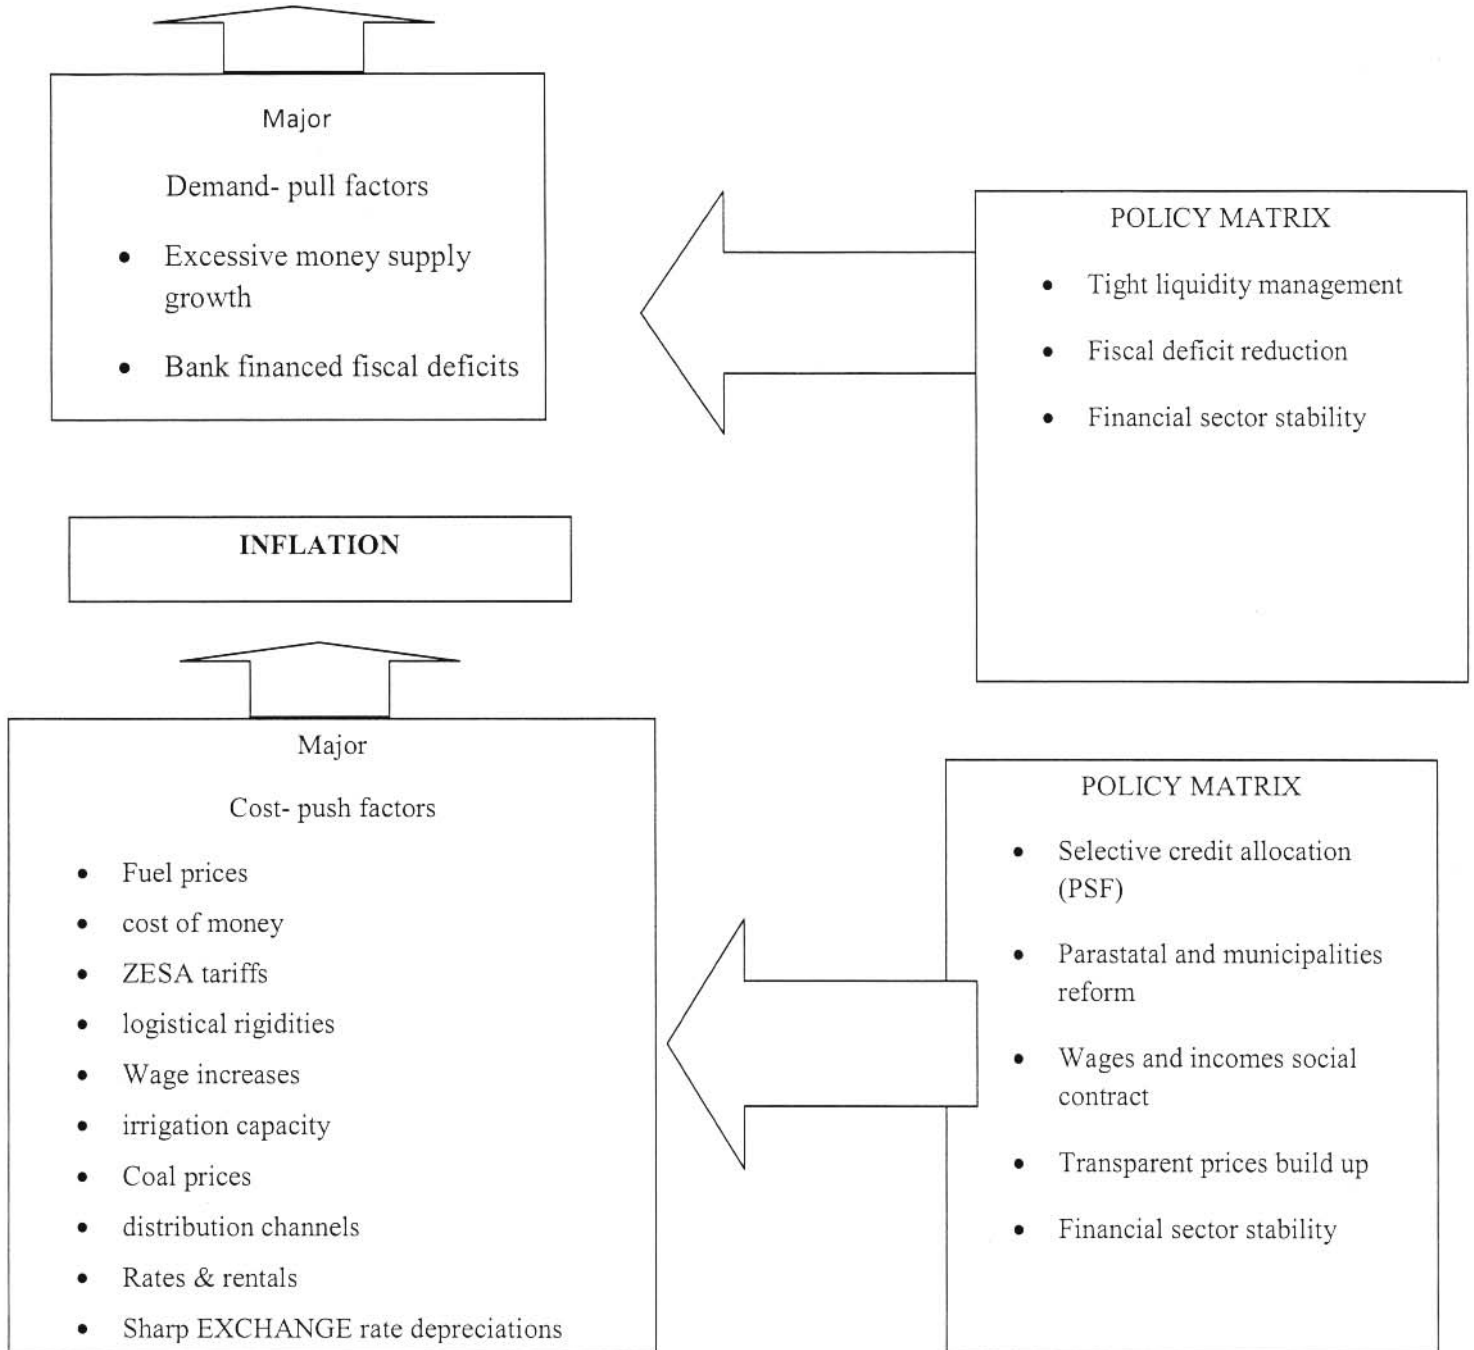 Major
Demand- pull factors
• Excessive money supply
growth
• Bank financed fiscal deficits
POLICY MATRIX
• Tight liquidity management
• Fiscal deficit reduction
• Financial sector stability
INFLATION
Major
Cost- push factors
• Fuel prices
• cost of money
• ZESA tariffs
• logistical rigidities
• Wage increases
• irrigation capacity
• Coal prices
• distribution channels
• Rates & rentals
• Sharp EXCHANGE rate depreciations
POLICY MATRIX
• Selective credit allocation
(PSF)
• Parastatal and municipalities
reform
• Wages and incomes social
contract
• Transparent prices build up
• Financial sector stability